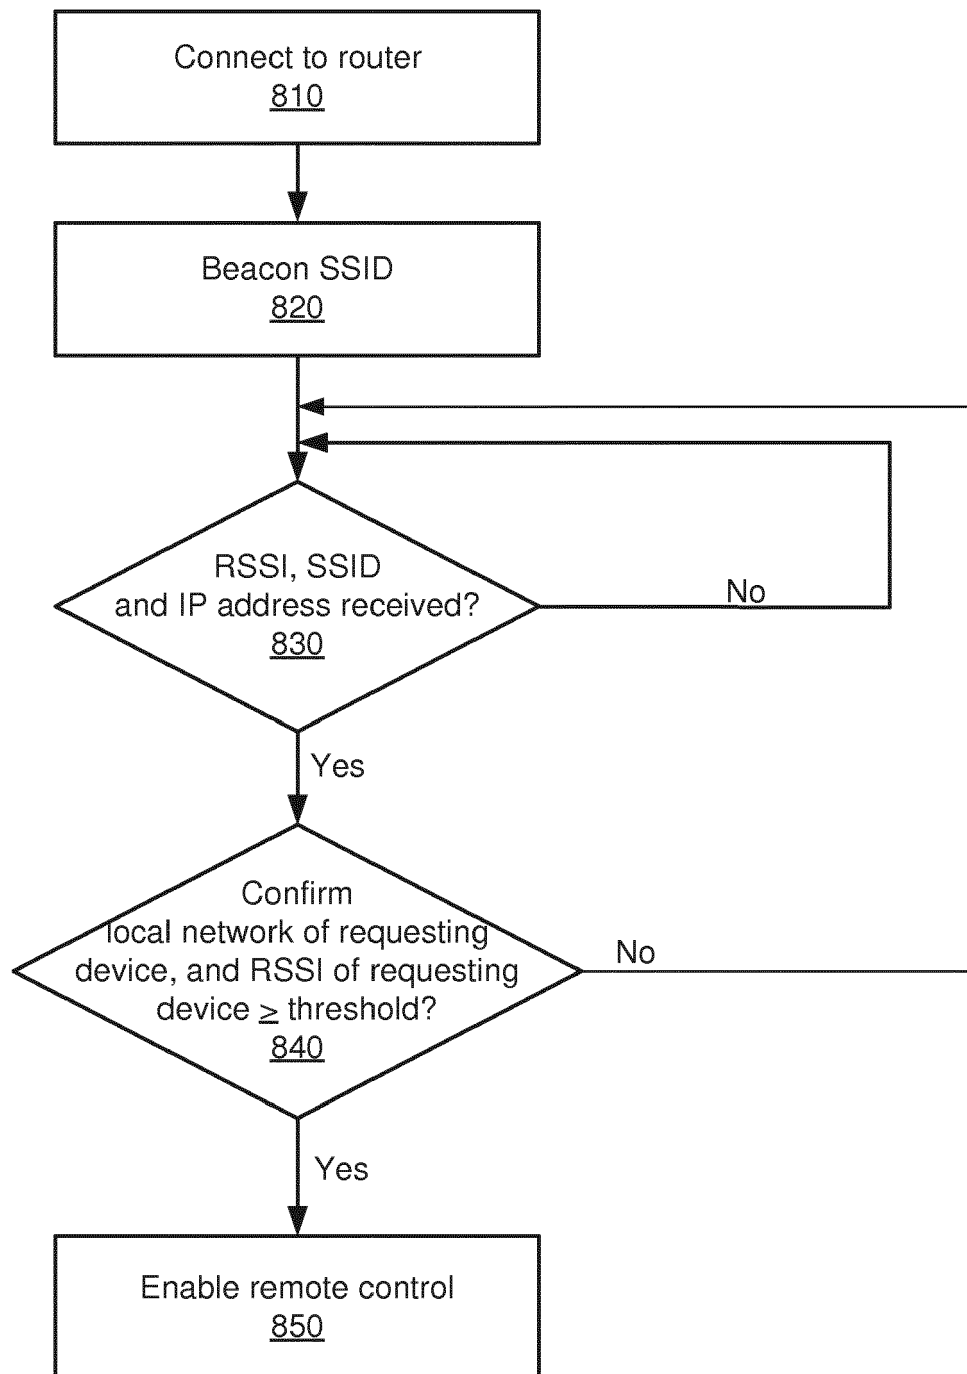 Connect to router
810
Beacon SSID
820
RSSI, SSID
and IP address received?
830
No
Yes
Confirm
local network of requesting
device, and RSSI of requesting
device ≥ threshold?
840
No
Yes
Enable remote control
850